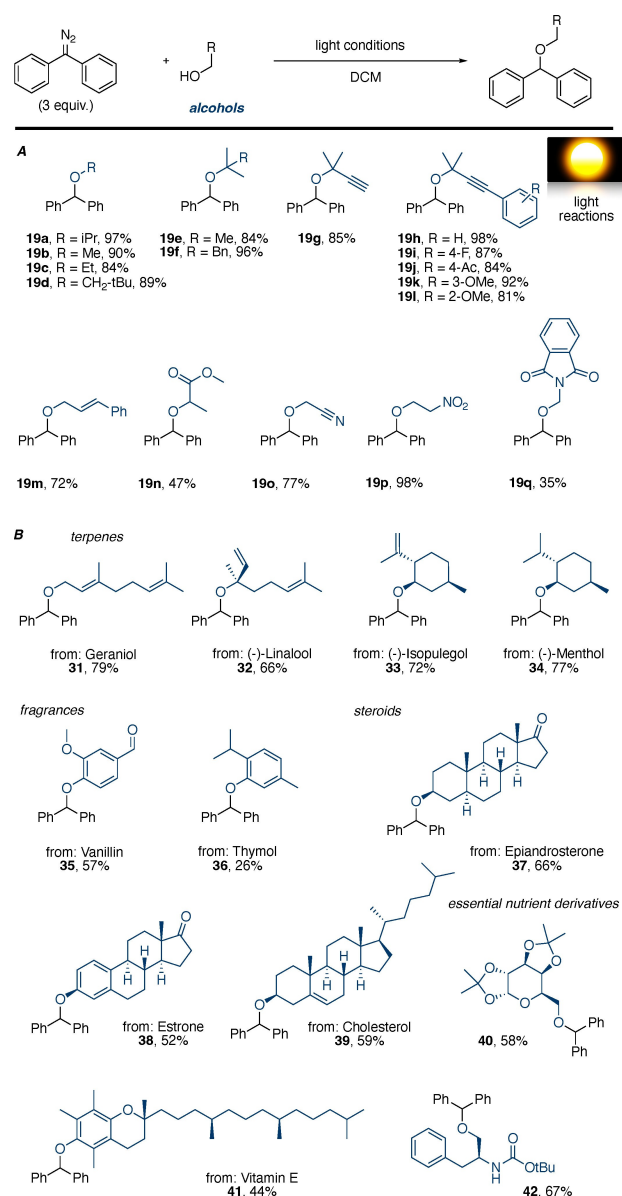 N2
R
+
HO
light conditions
DCM
R
O
(3 equiv.)
alcohols
A
O R
Ph Ph
R
O
Ph Ph
O
Ph Ph
O
R
Ph Ph
light
reactions
19a, R = iPr, 97%
19b, R = Me, 90%
19c, R = Et, 84%
19d, R = CH2-tBu, 89%
19e, R = Me, 84%
19f, R = Bn, 96%
19g, 85%
19h, R = H, 98%
19i, R = 4-F, 87%
19j, R = 4-Ac, 84%
19k, R = 3-OMe, 92%
19l, R = 2-OMe, 81%
O Ph
Ph Ph
O O
O
Ph Ph
O N
Ph Ph
O NO2
Ph Ph
O N O
O
Ph Ph
19m, 72%
19n, 47%
19o, 77%
19p, 98%
19q, 35%
B
terpenes
O
Ph Ph
O
Ph Ph
O
Ph Ph
O
Ph Ph
from: Geraniol
31, 79%
from: (-)-Linalool
32, 66%
from: (-)-Isopulegol
33, 72%
from: (-)-Menthol
34, 77%
fragrances
steroids
O
O
O
Ph Ph
O
Ph Ph
O
H
H H
O H
Ph Ph
from: Vanillin
35, 57%
from: Thymol
36, 26%
from: Epiandrosterone
37, 66%
essential nutrient derivatives
O
H
H H
O
Ph Ph
H
H H
O
Ph Ph
O
O
O
O
O
O
Ph
Ph
from: Estrone
38, 52%
from: Cholesterol
39, 59%
40, 58%
O
O
Ph Ph
Ph Ph
O
O
N
H
OtBu
from: Vitamin E
41, 44%
42, 67%